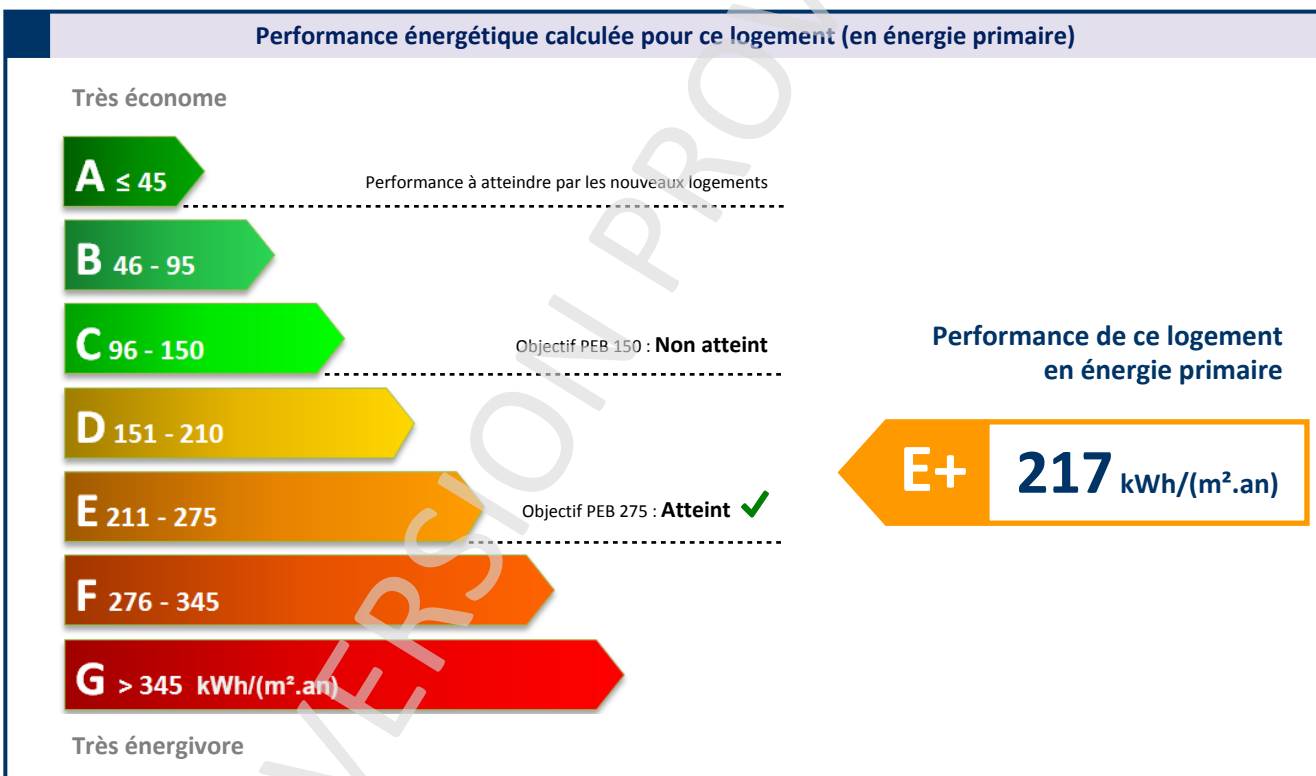 Performance énergétique calculée pour ce logement (en énergie primaire)
Très économe
A ≤ 45
Performance à atteindre par les nouveaux logements
B 46 - 95
C 96 - 150
Objectif PEB 150 : Non atteint
D 151 - 210
E 211 - 275
Objectif PEB 275 : Atteint ✓
F 276 - 345
G > 345 kWh/(m².an)
Très énergivore
Performance de ce logement
en énergie primaire
E+ 217 kWh/(m².an)
VERSION PROV